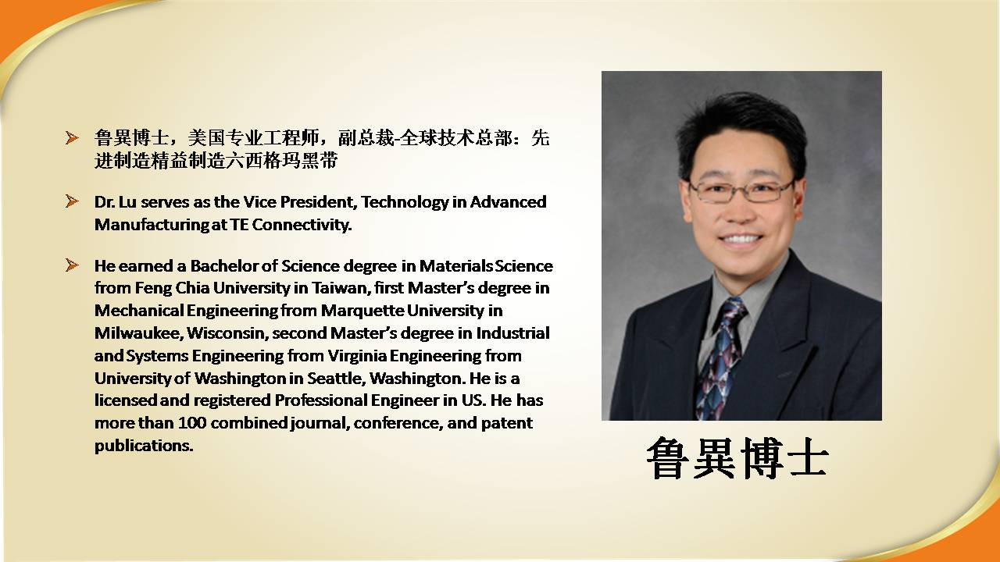 鲁異博士，美国专业工程师，副总裁-全球技术总部：先
进制造精益制造六西格玛黑带
Dr. Lu serves as the Vice President, Technology in Advanced
Manufacturing at TE Connectivity.
He earned a Bachelor of Science degree in Materials Science
from Feng Chia University in Taiwan, first Master’s degree in
Mechanical Engineering from Marquette University in
Milwaukee, Wisconsin, second Master’s degree in Industrial
and Systems Engineering from Virginia Engineering from
University of Washington in Seattle, Washington. He is a
licensed and registered Professional Engineer in US. He has
more than 100 combined journal, conference, and patent
publications.
鲁異博士